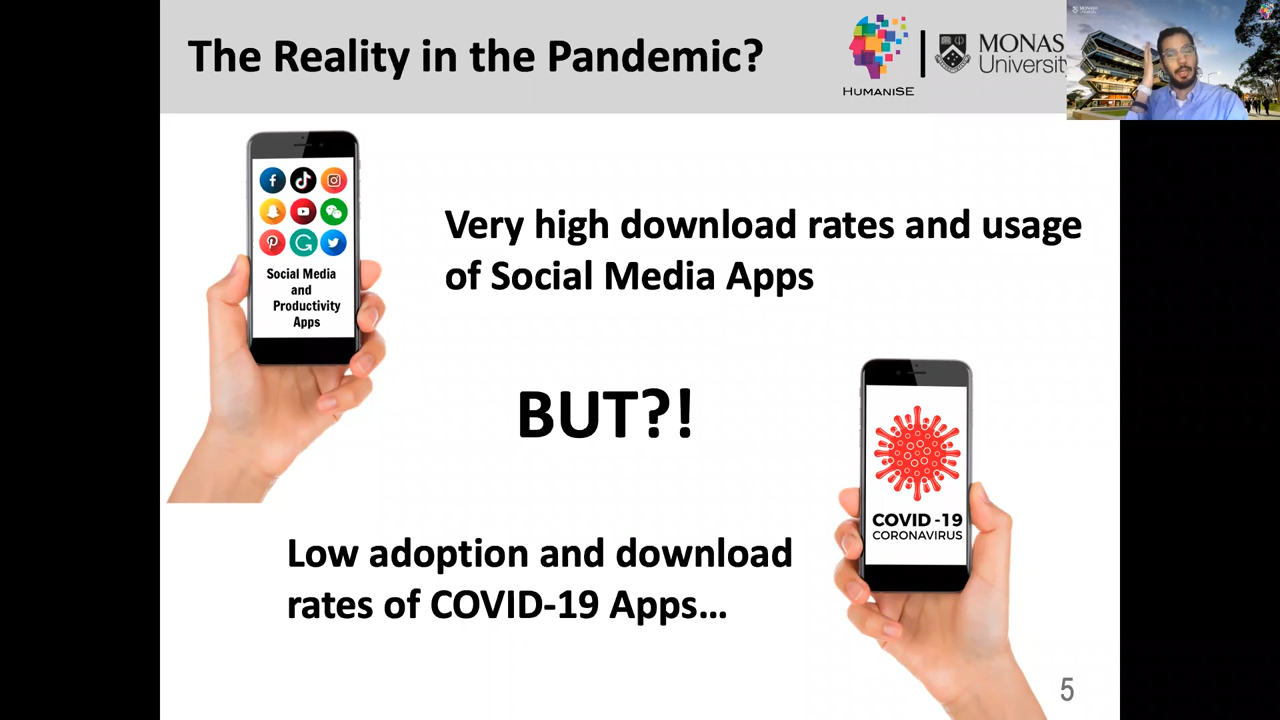 The Reality in the Pandemic?
HUMANISE
MONAS
University
Social Media
and
Productivity
Apps
Very high download rates and usage
of Social Media Apps
BUT?!
COVID-19
CORONAVIRUS
Low adoption and download
rates of COVID-19 Apps…
5